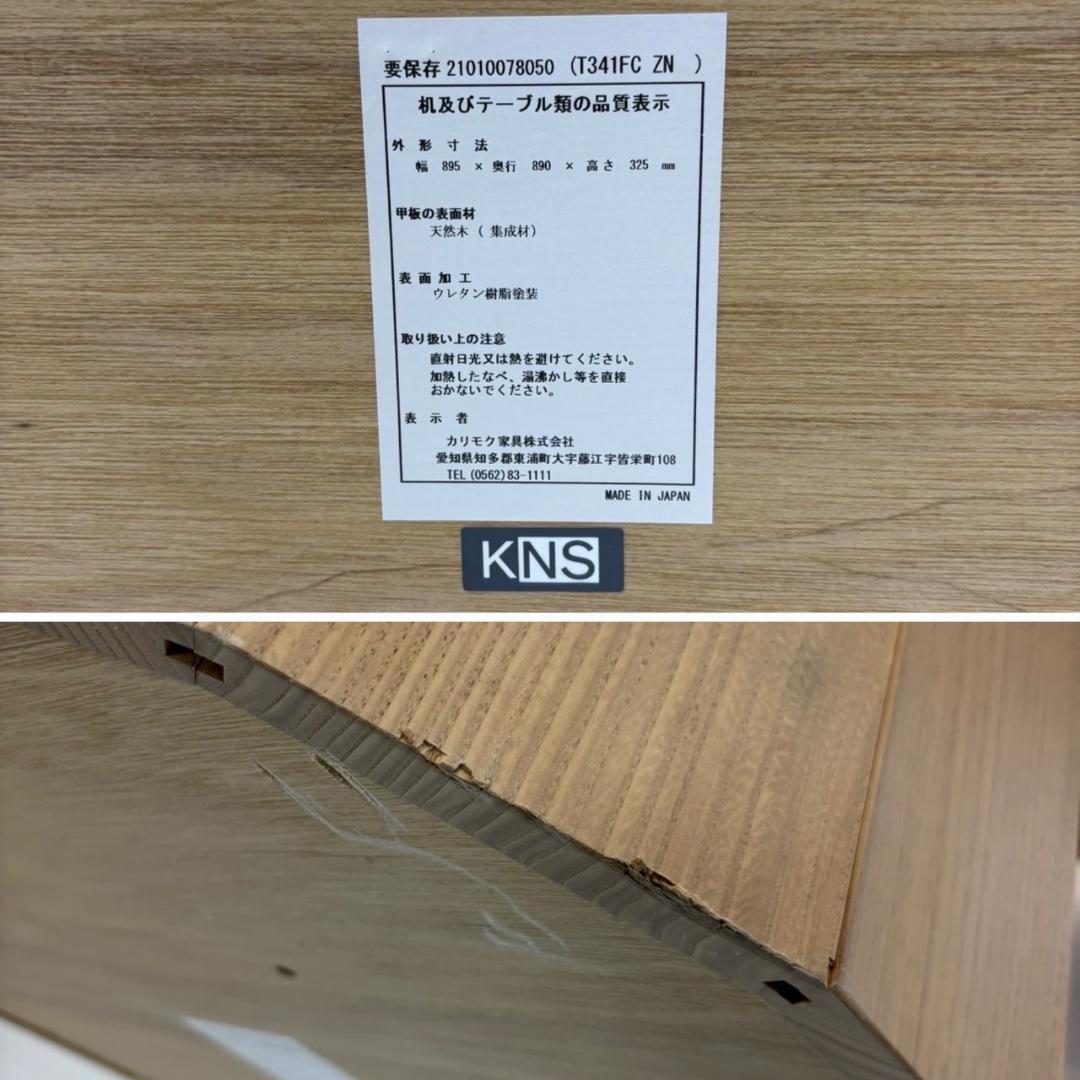 要保存 21010078050 (T341FC ZN )
机及びテーブル類の品質表示
外形寸法
幅 895 × 奥行 890 × 高さ 325 mm
甲板の表面材
天然木 ( 集成材)
表面加工
ウレタン樹脂塗装
取り扱い上の注意
直射日光又は熱を避けてください。
加熱したなべ、湯沸かし等を直接
おかないでください。
表示者
カリモク家具株式会社
愛知県知多郡東浦町大字藤江字皆栄町108
TEL (0562)83-1111
MADE IN JAPAN
KNS